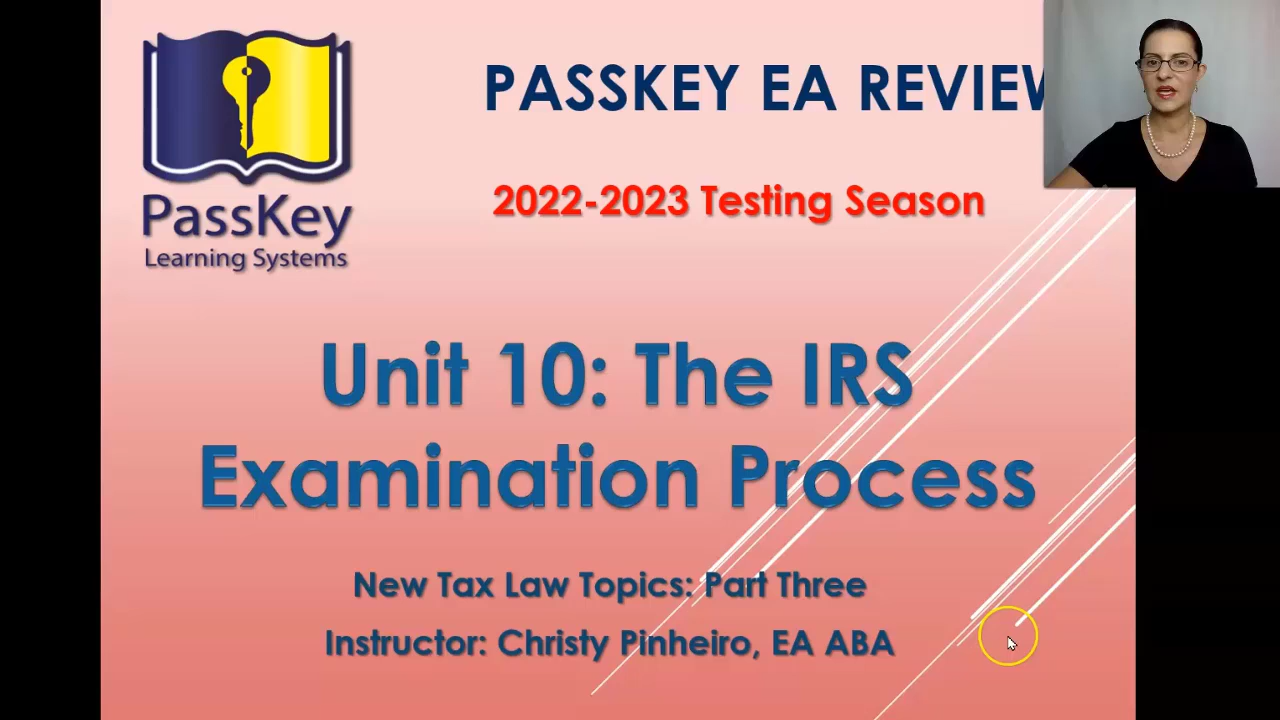 PassKey
Learning Systems
PASSKEY EA REVIEW
2022-2023 Testing Season
Unit 10: The IRS
Examination Process
New Tax Law Topics: Part Three
Instructor: Christy Pinheiro, EA ABA